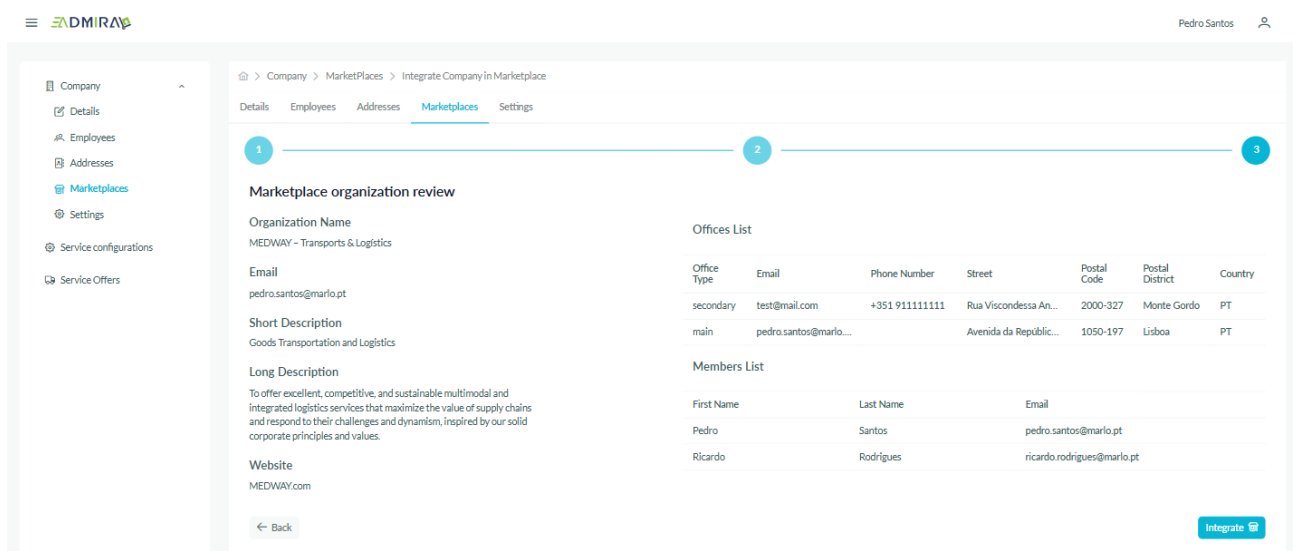 ADMIRAL
Pedro Santos
Company
Details
Employees
Addresses
Marketplaces
Settings
Service configurations
Service Offers
> Company > MarketPlaces > Integrate Company in Marketplace
Details Employees Addresses Marketplaces Settings
1 2 3
Marketplace organization review
Organization Name
MEDWAY – Transports & Logístics
Email
pedro.santos@marlo.pt
Short Description
Goods Transportation and Logistics
Long Description
To offer excellent, competitive, and sustainable multimodal and
integrated logistics services that maximize the value of supply chains
and respond to their challenges and dynamism, inspired by our solid
corporate principles and values.
Website
MEDWAY.com
← Back
Offices List
Office Type Email Phone Number Street Postal Code Postal District Country
secondary test@mail.com +351 911111111 Rua Viscondessa An... 2000-327 Monte Gordo PT
main pedro.santos@marlo.... Avenida da Repúblic... 1050-197 Lisboa PT
Members List
First Name Last Name Email
Pedro Santos pedro.santos@marlo.pt
Ricardo Rodrigues ricardo.rodrigues@marlo.pt
Integrate